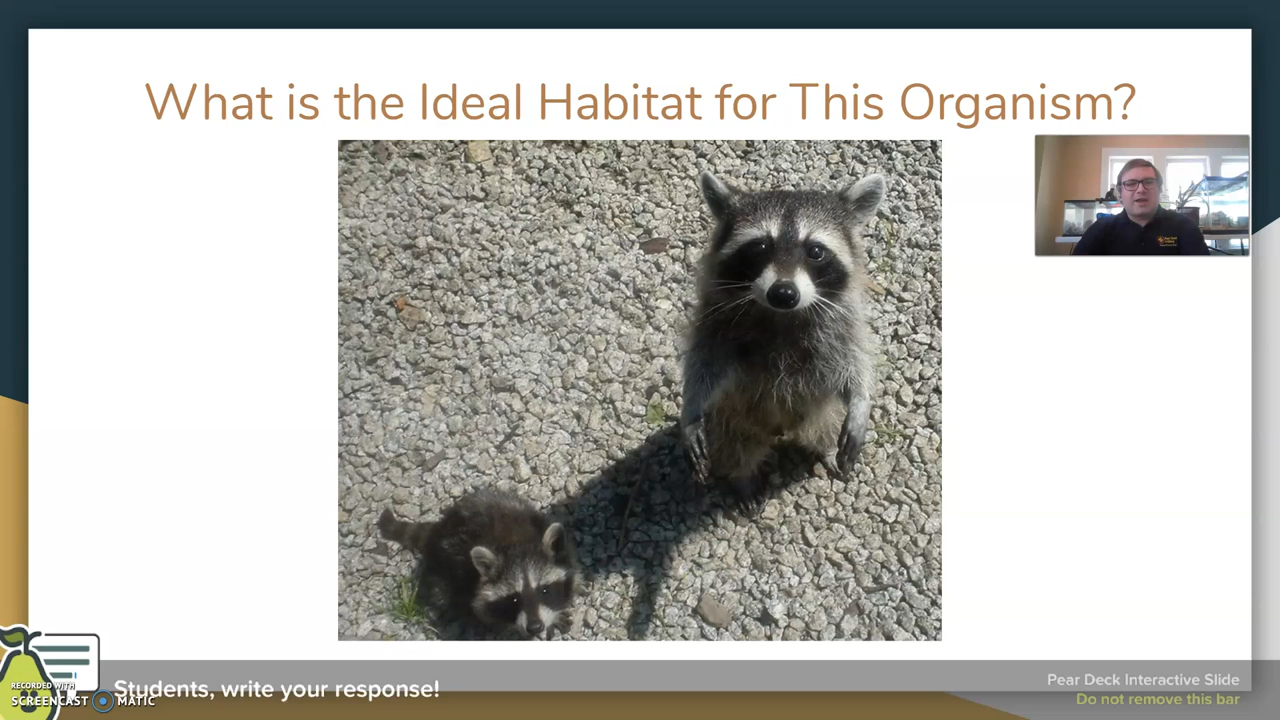 What is the Ideal Habitat for This Organism?
Students, write your response!
Pear Deck Interactive Slide
Do not remove this bar
RECORDED WITH
SCREENCAST MATIC